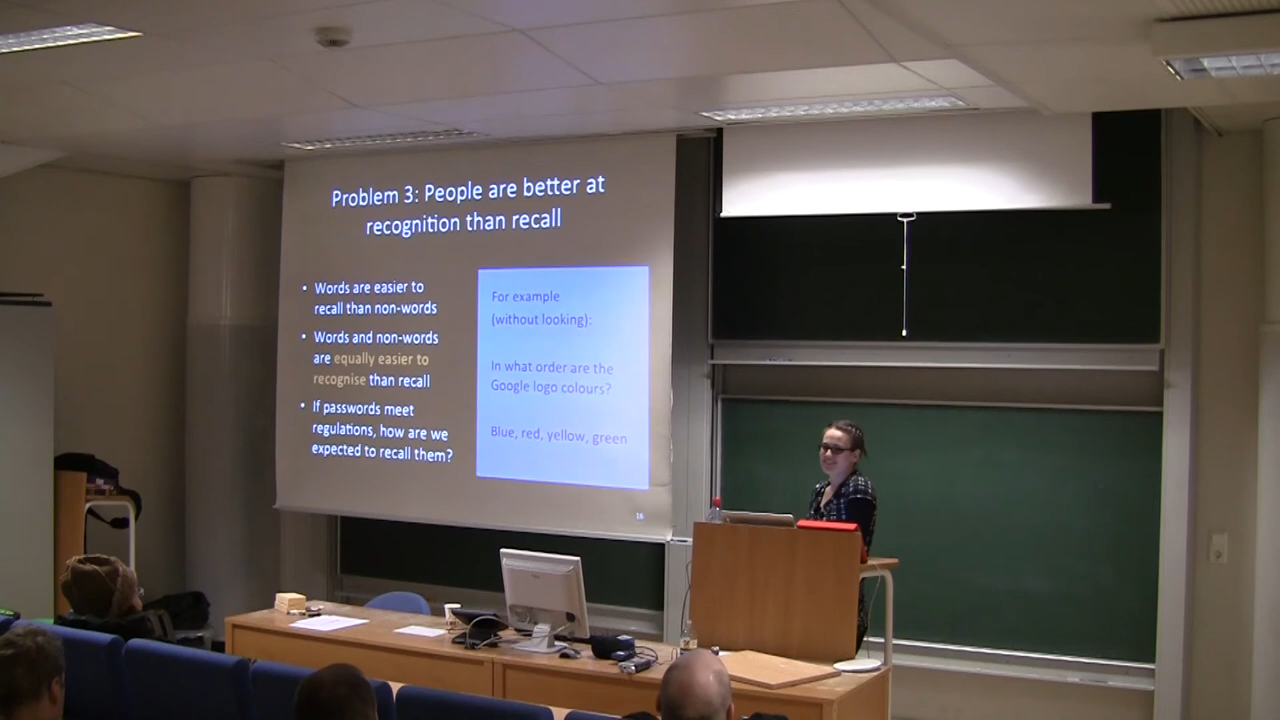 Problem 3: People are better at
recognition than recall
• Words are easier to
recall than non-words
• Words and non-words
are equally easier to
recognise than recall
• If passwords meet
regulations, how are we
expected to recall them?
For example
(without looking):
In what order are the
Google logo colours?
Blue, red, yellow, green
16